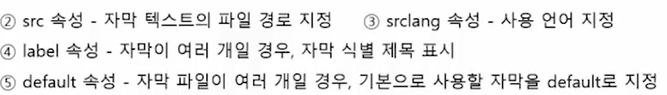 ② src 속성 - 자막 텍스트의 파일 경로 지정 ③ srclang 속성 - 사용 언어 지정
④ label 속성 - 자막이 여러 개일 경우, 자막 식별 제목 표시
⑤ default 속성 - 자막 파일이 여러 개일 경우, 기본으로 사용할 자막을 default로 지정